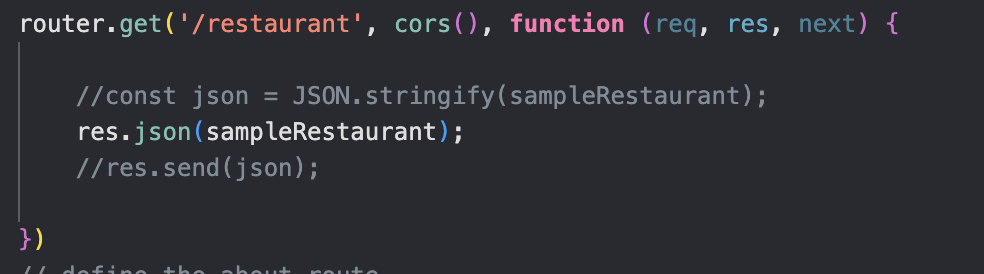 router.get('/restaurant', cors(), function (req, res, next) {
//const json = JSON.stringify(sampleRestaurant);
res.json(sampleRestaurant);
//res.send(json);
})
// define the about route